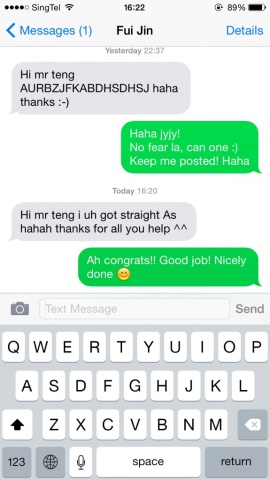 SingTel 16:22 89%
Messages (1) Fui Jin Details
Yesterday 22:37
Hi mr teng
AURBZJFKABDHSDHSJ haha
thanks :-)
Haha jyjy!
No fear la, can one :)
Keep me posted! Haha
Today 16:20
Hi mr teng i uh got straight As
hahah thanks for all you help ^^
Ah congrats!! Good job! Nicely
done 😊
Text Message Send
Q W E R T Y U I O P
A S D F G H J K L
Z X C V B N M
123 space return